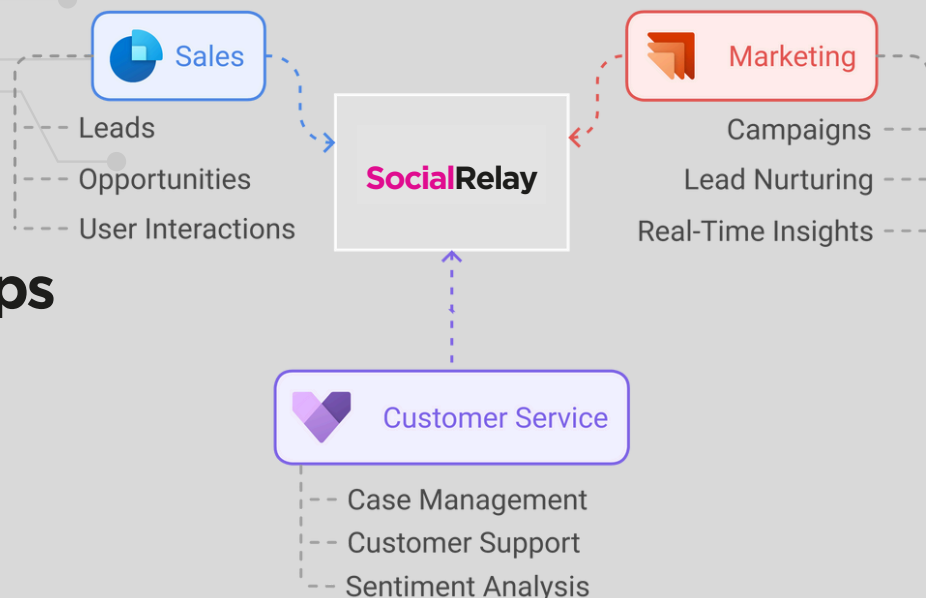 Sales
Leads
Opportunities
User Interactions
SocialRelay
Marketing
Campaigns
Lead Nurturing
Real-Time Insights
ps
Customer Service
Case Management
Customer Support
Sentiment Analysis